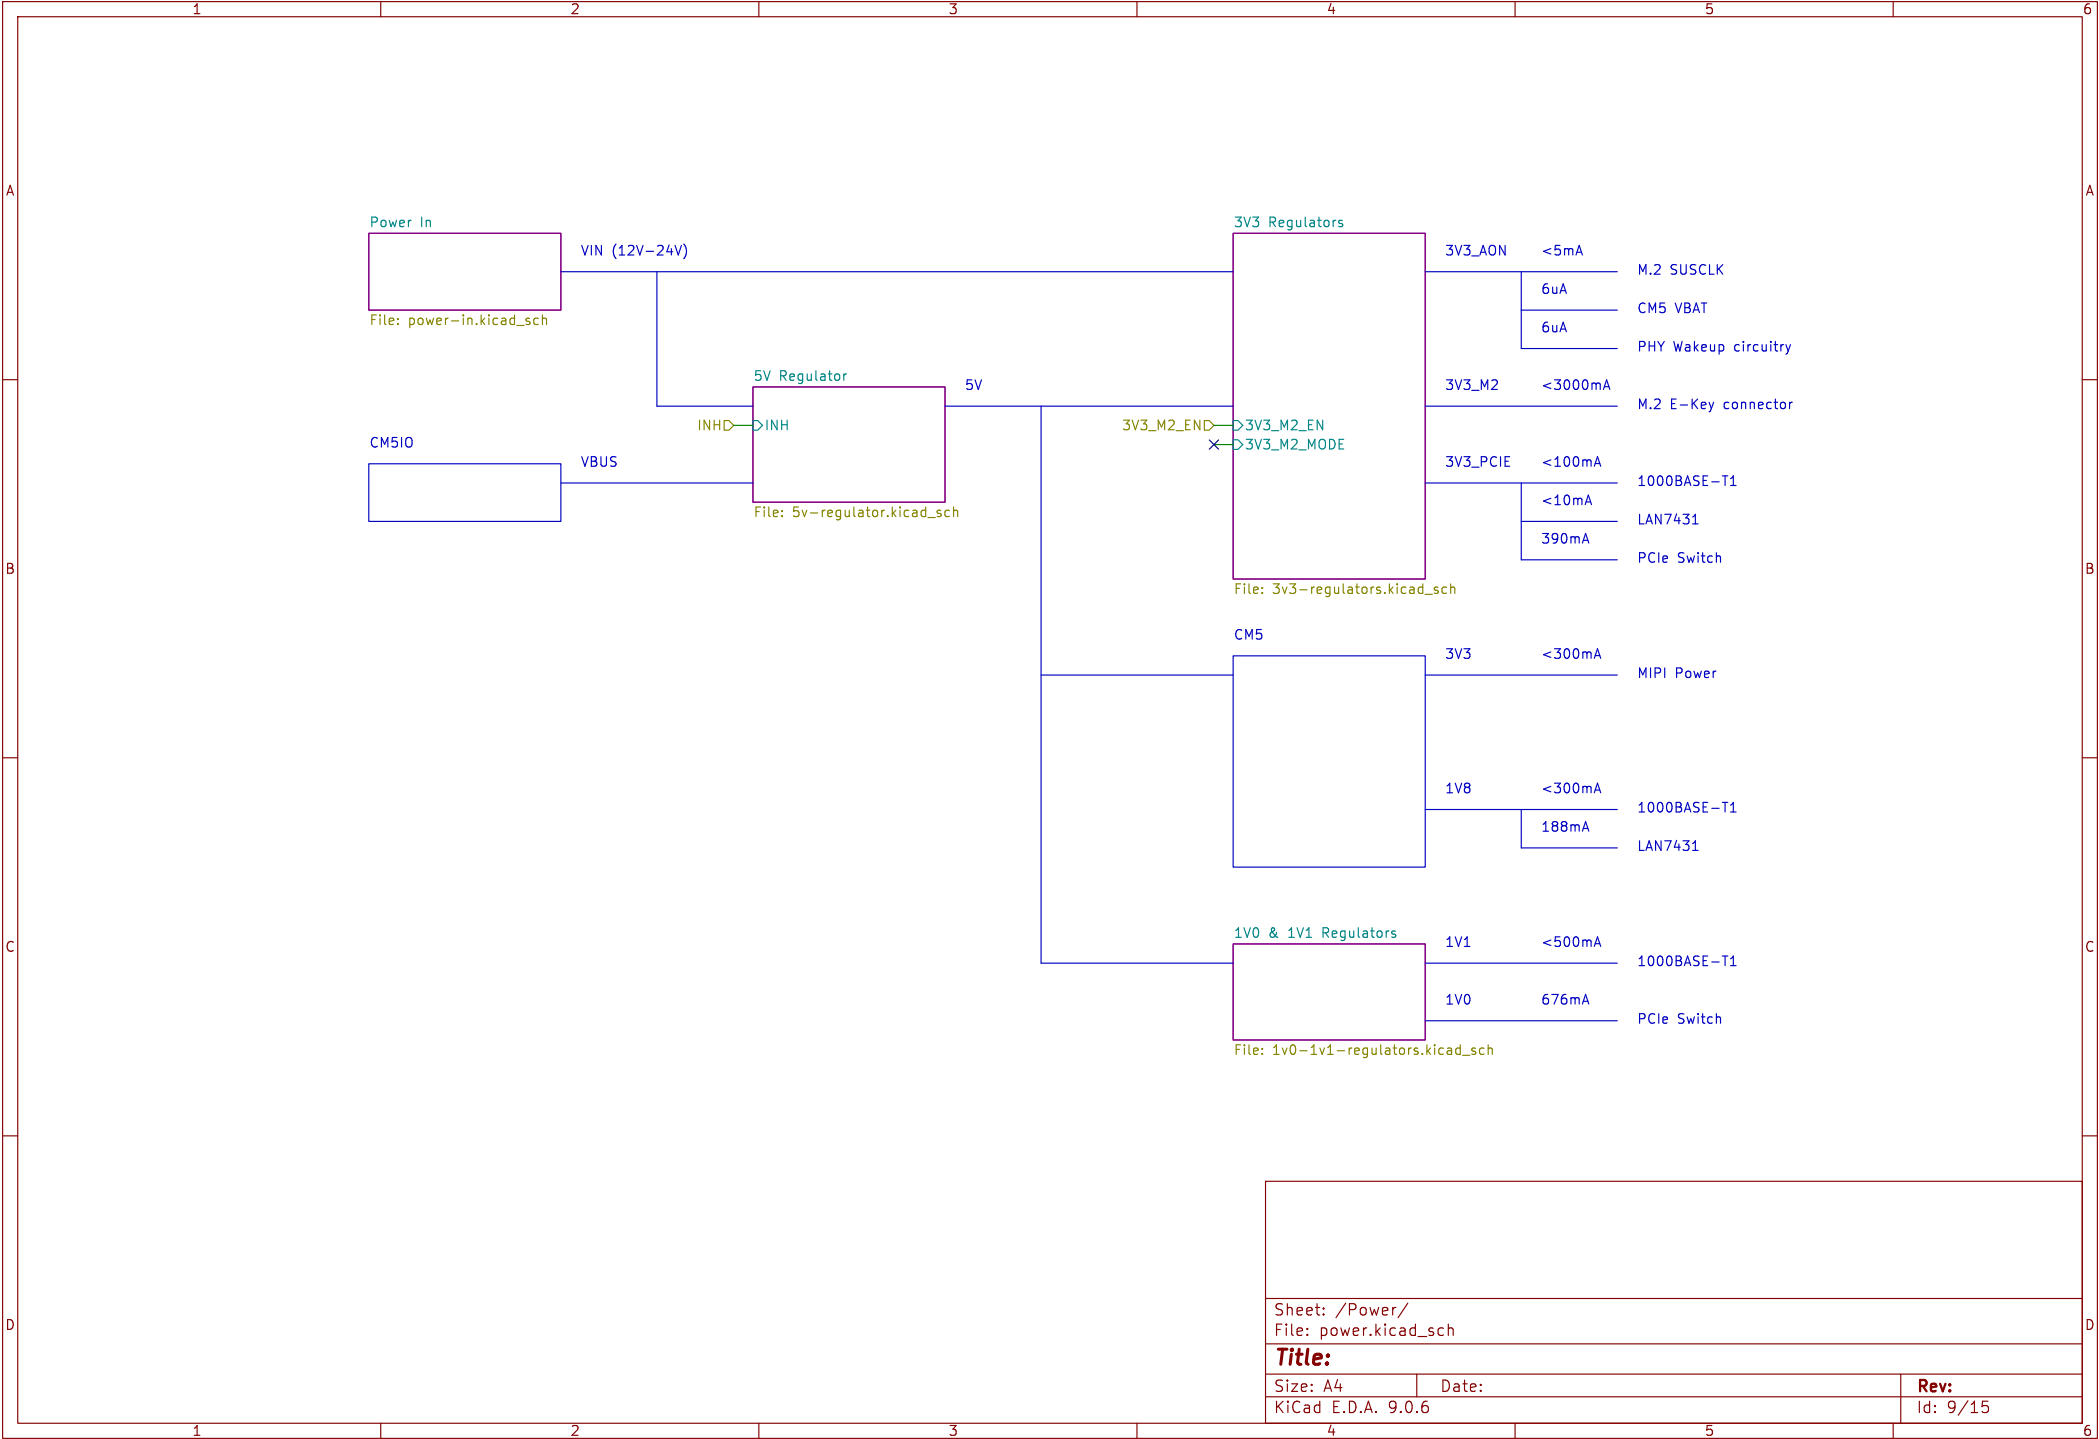 1 2 3 4 5 6
A A
Power In
VIN (12V-24V)
File: power-in.kicad_sch
CM5IO
VBUS
5V Regulator
5V
INH INH
File: 5v-regulator.kicad_sch
3V3 Regulators
3V3_M2_EN 3V3_M2_EN
3V3_M2_MODE
File: 3v3-regulators.kicad_sch
3V3_AON <5mA
M.2 SUSCLK
6uA
CM5 VBAT
6uA
PHY Wakeup circuitry
3V3_M2 <3000mA
M.2 E-Key connector
3V3_PCIE <100mA
1000BASE-T1
<10mA
LAN7431
390mA
PCIe Switch
B B
CM5
3V3 <300mA
MIPI Power
1V8 <300mA
1000BASE-T1
188mA
LAN7431
C C
1V0 & 1V1 Regulators
1V1 <500mA
1000BASE-T1
1V0 676mA
PCIe Switch
File: 1v0-1v1-regulators.kicad_sch
D D
Sheet: /Power/
File: power.kicad_sch
Title:
Size: A4 Date: Rev:
KiCad E.D.A. 9.0.6 Id: 9/15
1 2 3 4 5 6